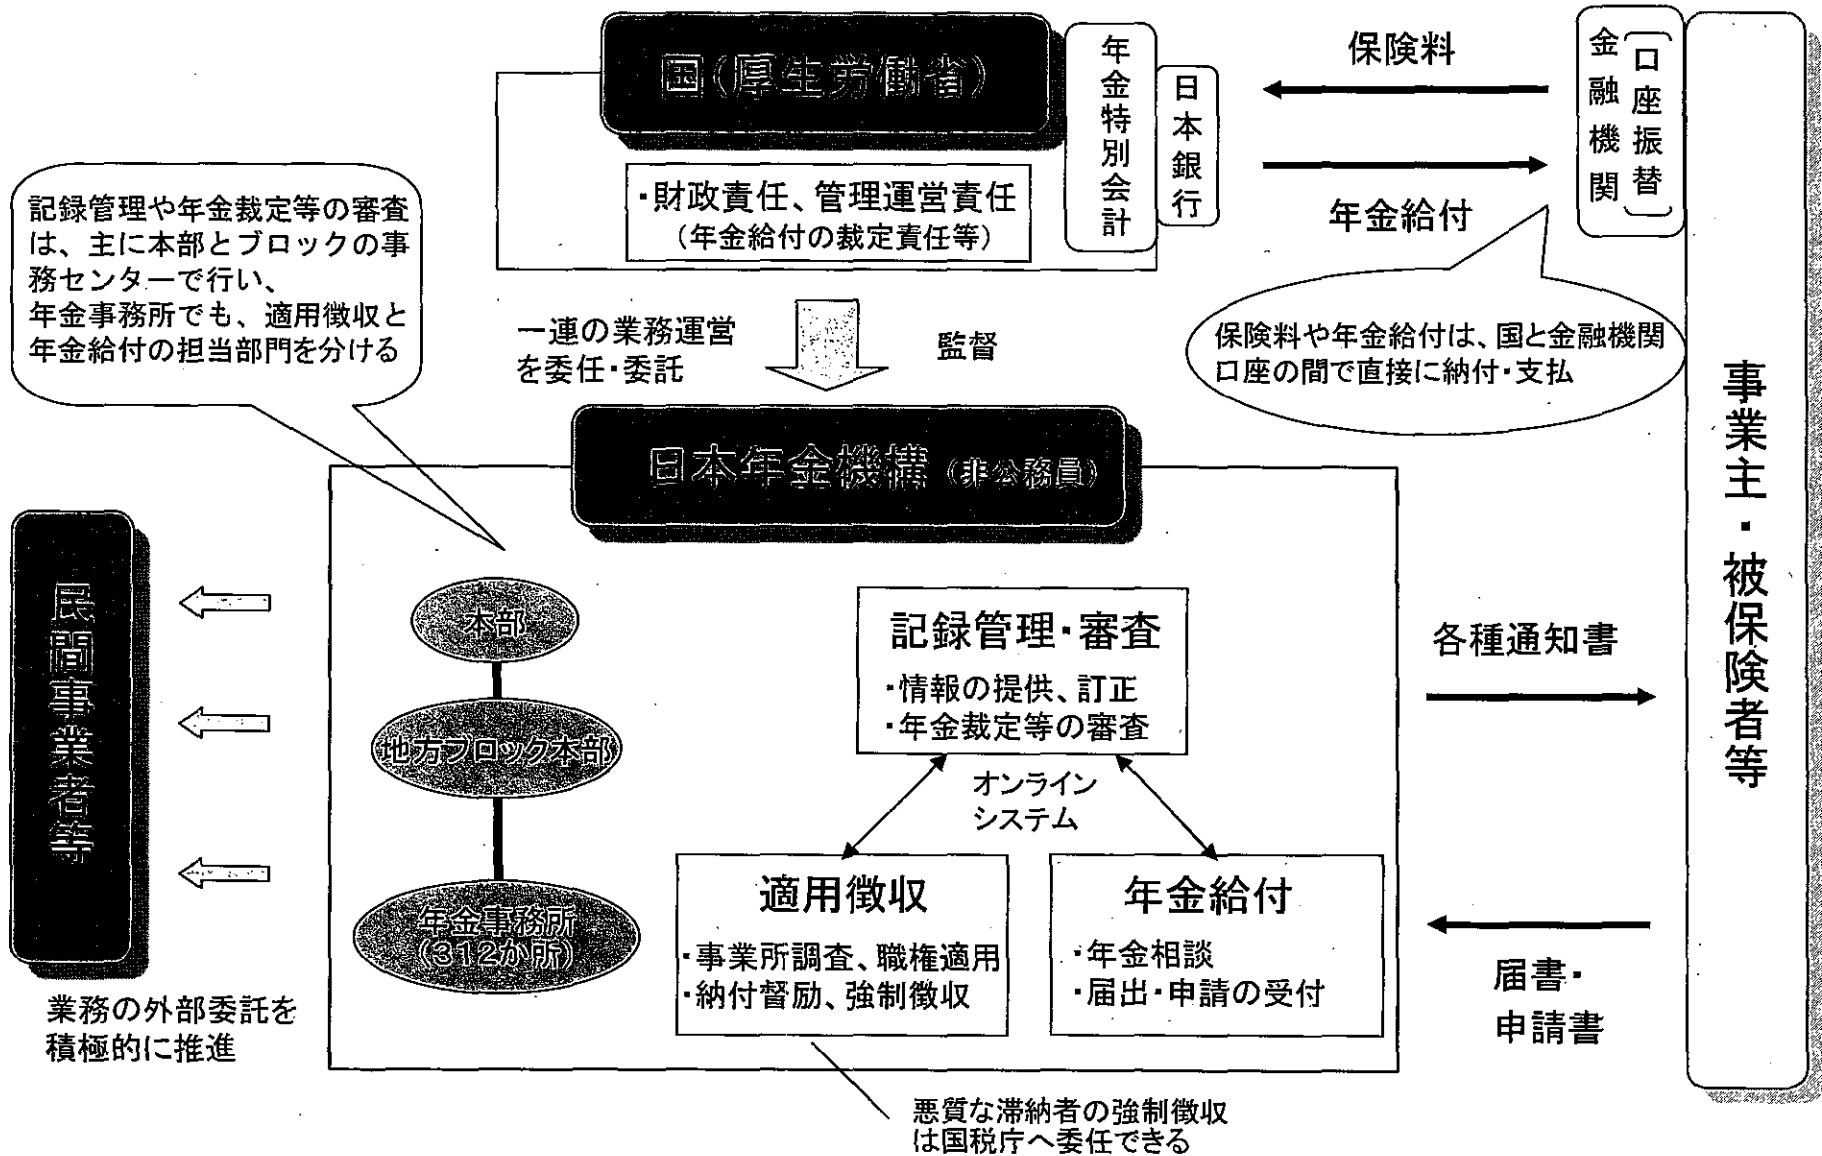 国(厚生労働省)
年金特別会計
日本銀行
・財政責任、管理運営責任
(年金給付の裁定責任等)
保険料
年金給付
金融機関
(口座振替)
事業主・被保険者等
記録管理や年金裁定等の審査
は、主に本部とブロックの事
務センターで行い、
年金事務所でも、適用徴収と
年金給付の担当部門を分ける
一連の業務運営
を委任・委託
監督
保険料や年金給付は、国と金融機関
口座の間で直接に納付・支払
日本年金機構(非公務員)
民間事業者等
業務の外部委託を
積極的に推進
本部
地方ブロック本部
年金事務所
(312か所)
記録管理・審査
・情報の提供、訂正
・年金裁定等の審査
オンライン
システム
適用徴収
・事業所調査、職権適用
・納付督励、強制徴収
年金給付
・年金相談
・届出・申請の受付
各種通知書
届書・
申請書
悪質な滞納者の強制徴収
は国税庁へ委任できる